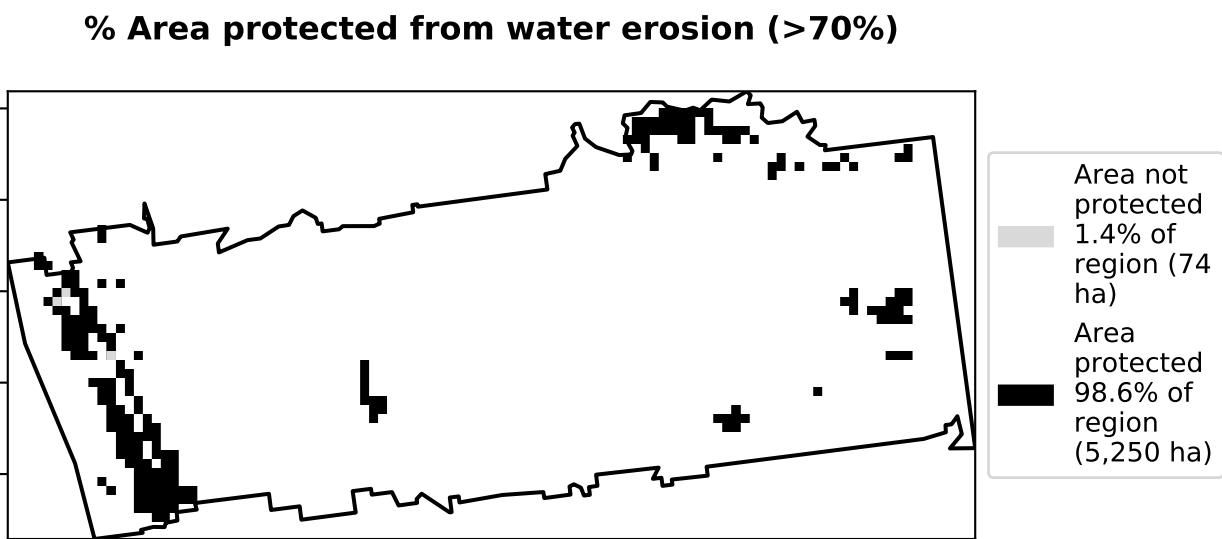 % Area protected from water erosion (>70%)
Area not
protected
1.4% of
region (74
ha)
Area
protected
98.6% of
region
(5,250 ha)